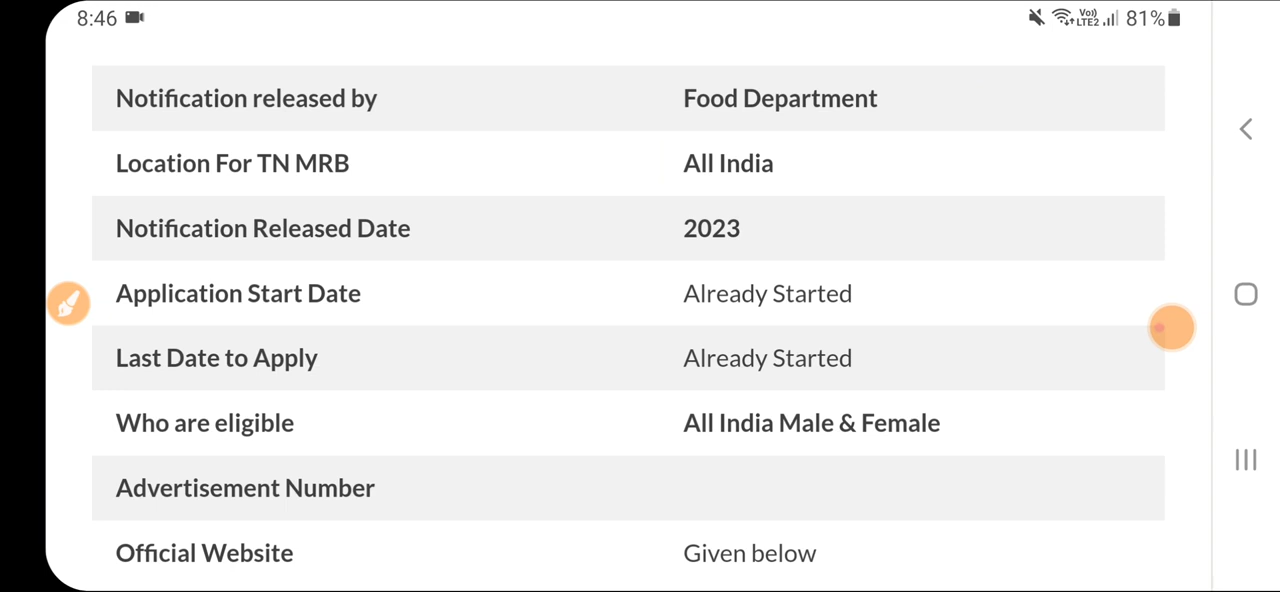 8:46 Vo) LTE2 81%
Notification released by Food Department
Location For TN MRB All India
Notification Released Date 2023
Application Start Date Already Started
Last Date to Apply Already Started
Who are eligible All India Male & Female
Advertisement Number
Official Website Given below